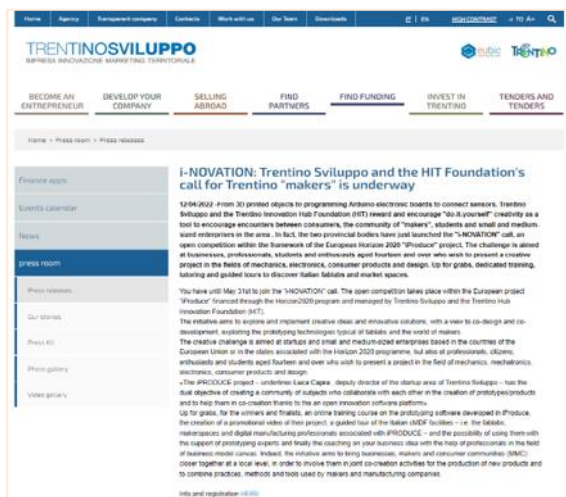 Home Agency Transparent company Contacts Work with us Our Team Downloads IT | EN HIGH CONTRAST A- TO A+
TRENTINOSVILUPPO
IMPRESA INNOVAZIONE MARKETING TERRITORIALE
eubic TRENTINO
BECOME AN ENTREPRENEUR DEVELOP YOUR COMPANY SELLING ABROAD FIND PARTNERS FIND FUNDING INVEST IN TRENTINO TENDERS AND TENDERS
Home > Press room > Press releases
Finance apps
Events calendar
News
press room
Press releases
Our stories
Press Kit
Photo gallery
Video gallery
i-NOVATION: Trentino Sviluppo and the HIT Foundation's
call for Trentino "makers" is underway
12/04/2022 -From 3D printed objects to programming Arduino electronic boards to connect sensors. Trentino
Sviluppo and the Trentino Innovation Hub Foundation (HIT) reward and encourage "do-it-yourself" creativity as a
tool to encourage encounters between consumers, the community of "makers", students and small and medium-
sized enterprises in the area . In fact, the two provincial bodies have just launched the "i-NOVATION" call, an
open competition within the framework of the European Horizon 2020 "iProduce" project. The challenge is aimed
at businesses, professionals, students and enthusiasts aged fourteen and over who wish to present a creative
project in the fields of mechanics, electronics, consumer products and design. Up for grabs, dedicated training,
tutoring and guided tours to discover Italian fablabs and market spaces.
You have until May 31st to join the "i-NOVATION" call. The open competition takes place within the European project
"iProduce" financed through the Horizon2020 program and managed by Trentino Sviluppo and the Trentino Hub
Innovation Foundation (HIT).
The initiative aims to explore and implement creative ideas and innovative solutions, with a view to co-design and co-
development, exploiting the prototyping technologies typical of fablabs and the world of makers.
The creative challenge is aimed at startups and small and medium-sized enterprises based in the countries of the
European Union or in the states associated with the Horizon 2020 programme, but also at professionals, citizens,
enthusiasts and students aged fourteen and over who wish to present a project in the field of mechanics, mechatronics,
electronics, consumer products and design.
«The iPRODUCE project – underlines Luca Capra , deputy director of the startup area of Trentino Sviluppo – has the
dual objective of creating a community of subjects who collaborate with each other in the creation of prototypes/products
and to help them in co-creation thanks to the an open innovation software platform».
Up for grabs, for the winners and finalists, an online training course on the prototyping software developed in iProduce,
the creation of a promotional video of their project, a guided tour of the Italian cMDF facilities – i.e. the fablabs,
makerspaces and digital manufacturing professionals associated with iPRODUCE – and the possibility of using them with
the support of prototyping experts and finally the coaching on your business idea with the help of professionals in the field
of business model canvas. Indeed, the initiative aims to bring businesses, makers and consumer communities (MMC)
closer together at a local level, in order to involve them in joint co-creation activities for the production of new products and
to combine practices, methods and tools used by makers and manufacturing companies.
Info and registration HERE